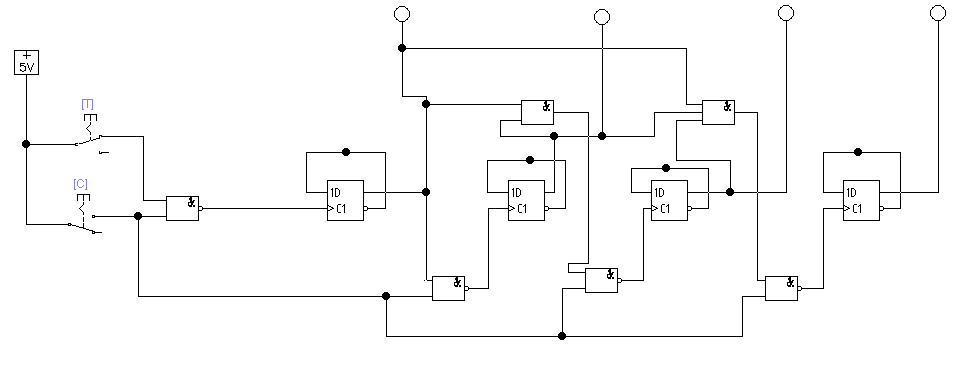 +
5V
[E]
& &
[C]
1D 1D 1D 1D
&
C1 C1 C1 C1
& & &